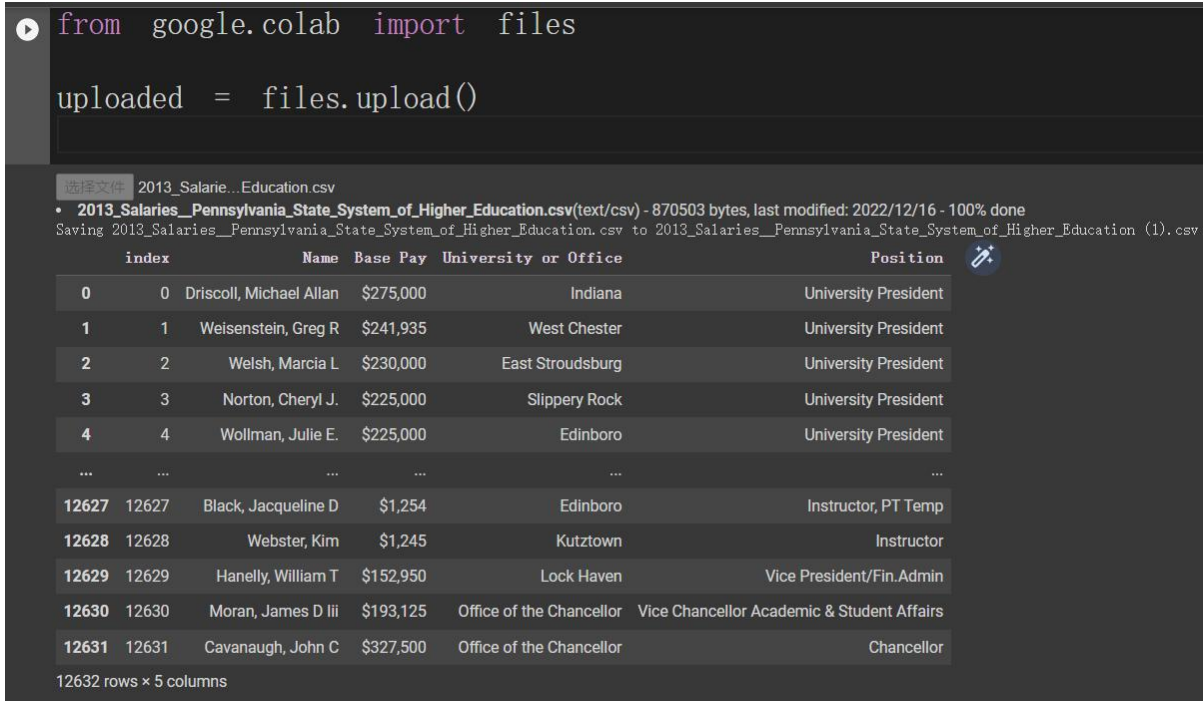 from google.colab import files
uploaded = files.upload()
选择文件 2013_Salarie...Education.csv
• 2013_Salaries__Pennsylvania_State_System_of_Higher_Education.csv(text/csv) - 870503 bytes, last modified: 2022/12/16 - 100% done
Saving 2013_Salaries__Pennsylvania_State_System_of_Higher_Education.csv to 2013_Salaries__Pennsylvania_State_System_of_Higher_Education (1).csv
index Name Base Pay University or Office Position
0 0 Driscoll, Michael Allan $275,000 Indiana University President
1 1 Weisenstein, Greg R $241,935 West Chester University President
2 2 Welsh, Marcia L $230,000 East Stroudsburg University President
3 3 Norton, Cheryl J. $225,000 Slippery Rock University President
4 4 Wollman, Julie E. $225,000 Edinboro University President
... ... ... ... ... ...
12627 12627 Black, Jacqueline D $1,254 Edinboro Instructor, PT Temp
12628 12628 Webster, Kim $1,245 Kutztown Instructor
12629 12629 Hanelly, William T $152,950 Lock Haven Vice President/Fin.Admin
12630 12630 Moran, James D Iii $193,125 Office of the Chancellor Vice Chancellor Academic & Student Affairs
12631 12631 Cavanaugh, John C $327,500 Office of the Chancellor Chancellor
12632 rows × 5 columns